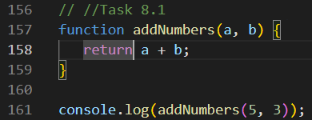 156 // //Task 8.1
157 function addNumbers(a, b) {
158 return a + b;
159 }
160
161 console.log(addNumbers(5, 3));